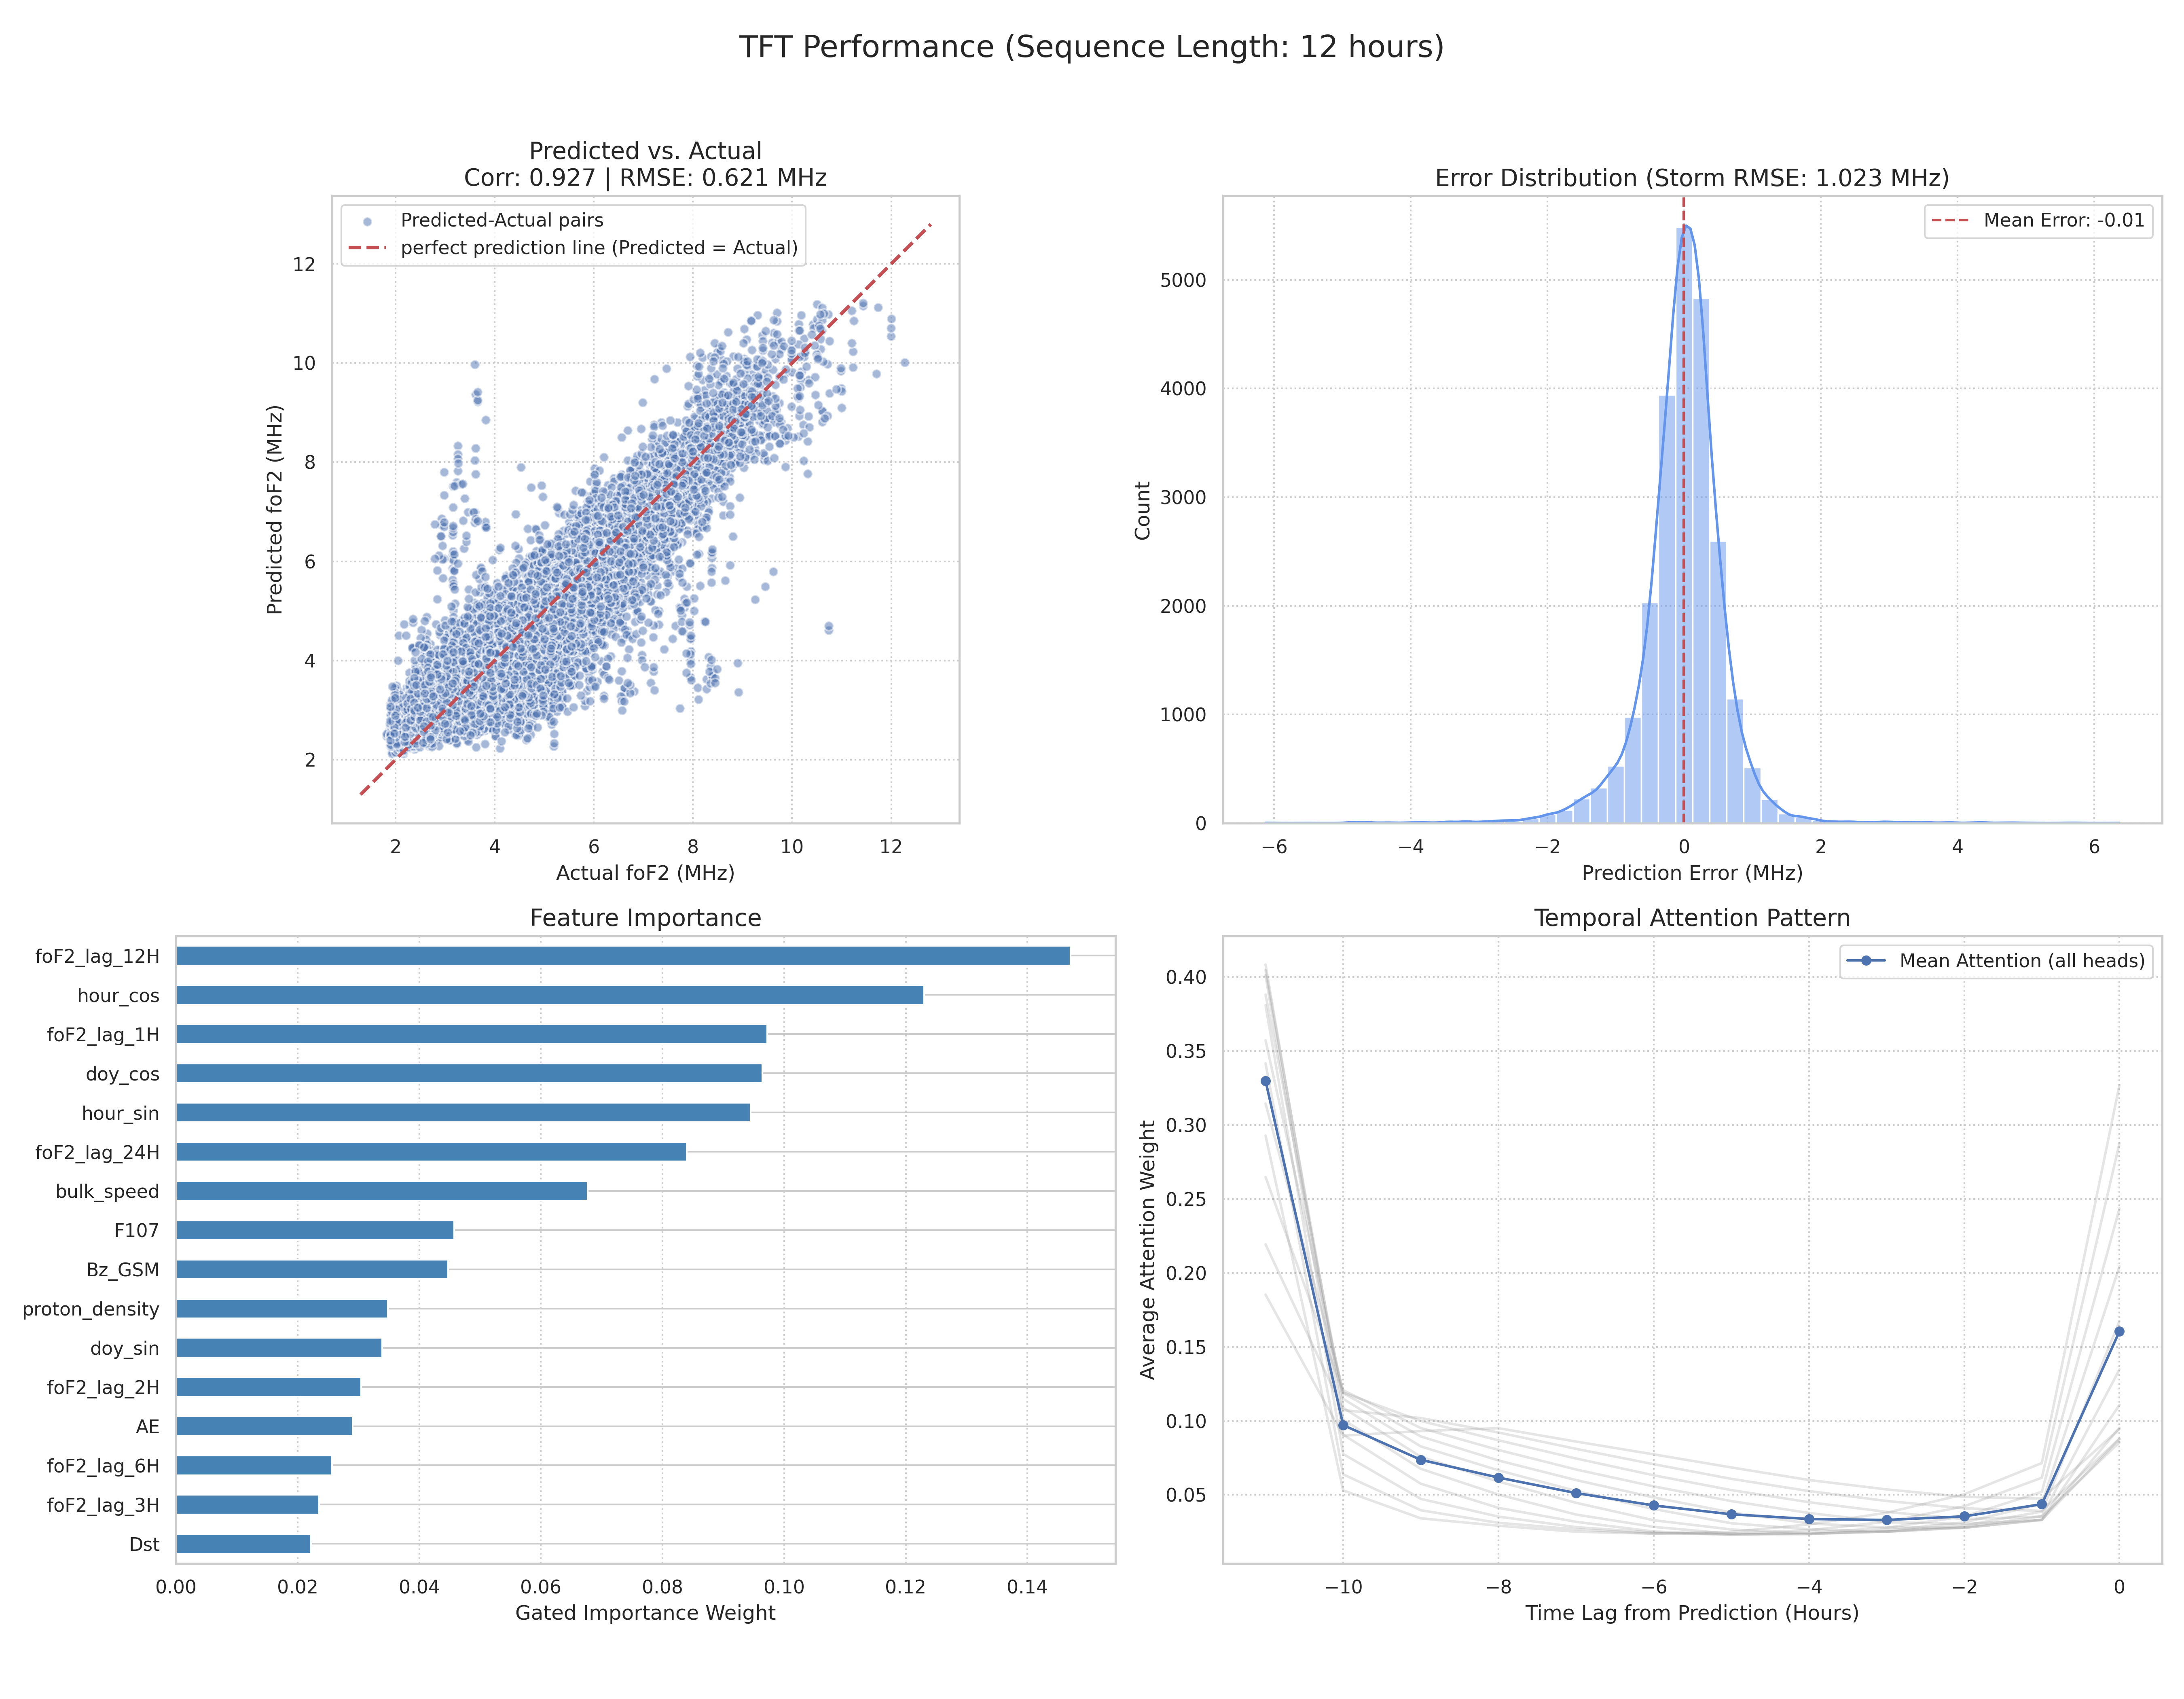 TFT Performance (Sequence Length: 12 hours)
Predicted vs. Actual
Corr: 0.927 | RMSE: 0.621 MHz
Predicted-Actual pairs
perfect prediction line (Predicted = Actual)
12
10
8
6
4
2
Predicted foF2 (MHz)
2 4 6 8 10 12
Actual foF2 (MHz)
Error Distribution (Storm RMSE: 1.023 MHz)
Mean Error: -0.01
5000
4000
3000
2000
1000
0
Count
−6 −4 −2 0 2 4 6
Prediction Error (MHz)
Feature Importance
foF2_lag_12H
hour_cos
foF2_lag_1H
doy_cos
hour_sin
foF2_lag_24H
bulk_speed
F107
Bz_GSM
proton_density
doy_sin
foF2_lag_2H
AE
foF2_lag_6H
foF2_lag_3H
Dst
0.00 0.02 0.04 0.06 0.08 0.10 0.12 0.14
Gated Importance Weight
Temporal Attention Pattern
Mean Attention (all heads)
0.40
0.35
0.30
0.25
0.20
0.15
0.10
0.05
Average Attention Weight
−10 −8 −6 −4 −2 0
Time Lag from Prediction (Hours)